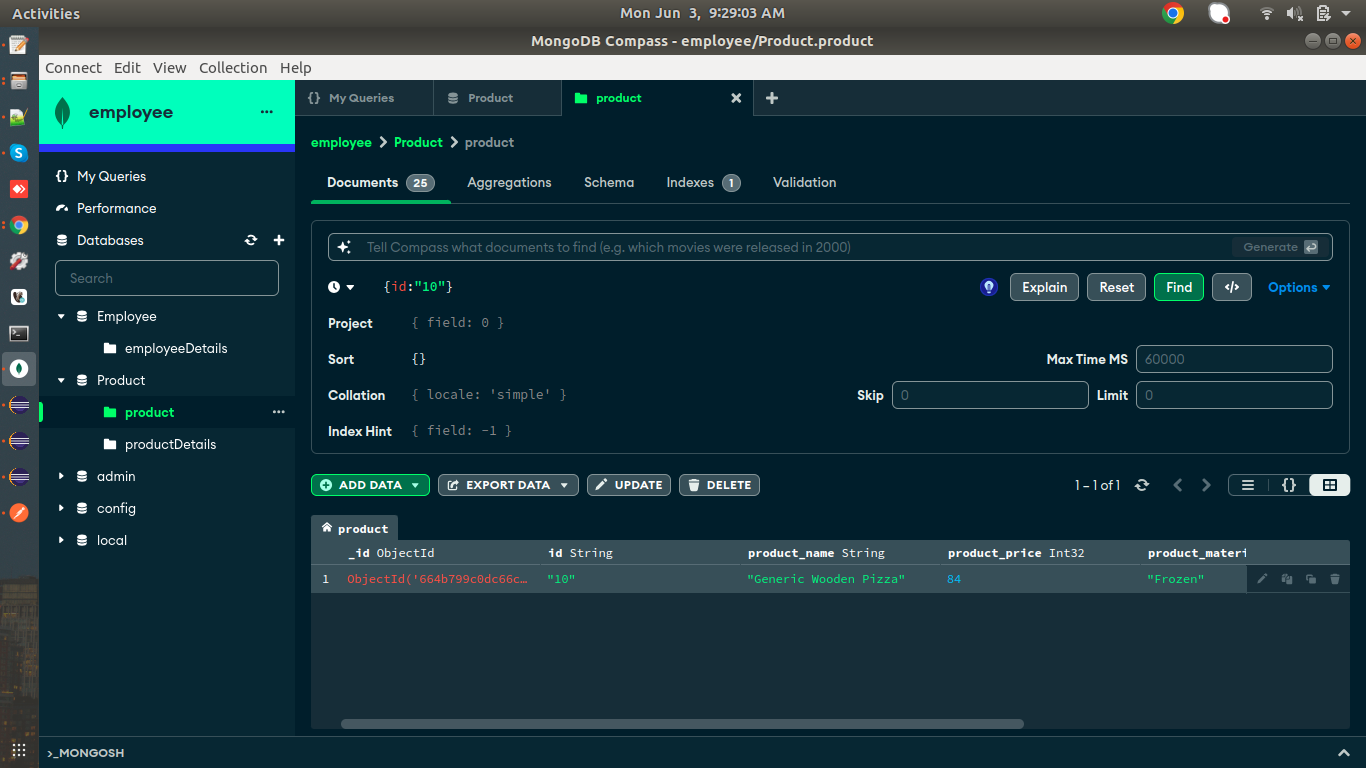 Activities
Mon Jun 3, 9:29:03 AM
MongoDB Compass - employee/Product.product
Connect Edit View Collection Help
employee
My Queries
Performance
Databases
Search
Employee
employeeDetails
Product
product
productDetails
admin
config
local
{} My Queries
Product
product
employee > Product > product
Documents 25 Aggregations Schema Indexes 1 Validation
Tell Compass what documents to find (e.g. which movies were released in 2000) Generate
{id:"10"} Explain Reset Find </> Options
Project { field: 0 }
Sort {} Max Time MS 60000
Collation { locale: 'simple' } Skip 0 Limit 0
Index Hint { field: -1 }
ADD DATA EXPORT DATA UPDATE DELETE 1 – 1 of 1 {}
product
_id ObjectId id String product_name String product_price Int32 product_materi
1 ObjectId('664b799c0dc66c… "10" "Generic Wooden Pizza" 84 "Frozen"
>_MONGOSH